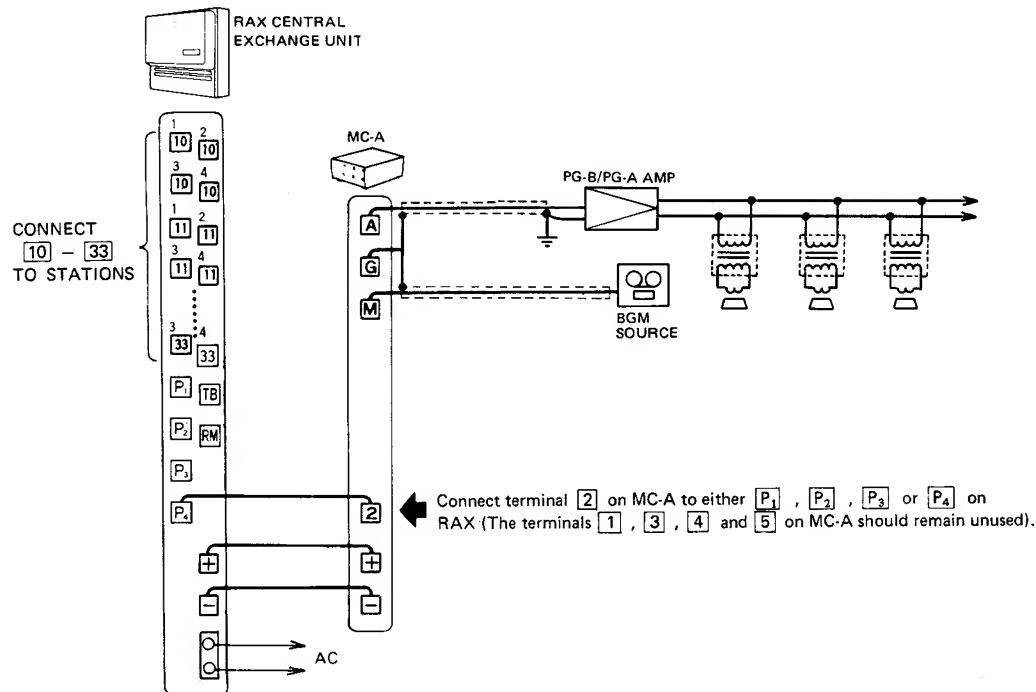 RAX CENTRAL
EXCHANGE UNIT
1 2
10 10
3 4
10 10
1 2
11 11
3 4
11 11
3 4
33 33
CONNECT
10 – 33
TO STATIONS
P₁ TB
P₂ RM
P₃
P₄
+
−
AC
MC-A
A
G
M
2
+
−
PG-B/PG-A AMP
BGM
SOURCE
Connect terminal 2 on MC-A to either P₁ , P₂ , P₃ or P₄ on
RAX (The terminals 1 , 3 , 4 and 5 on MC-A should remain unused).